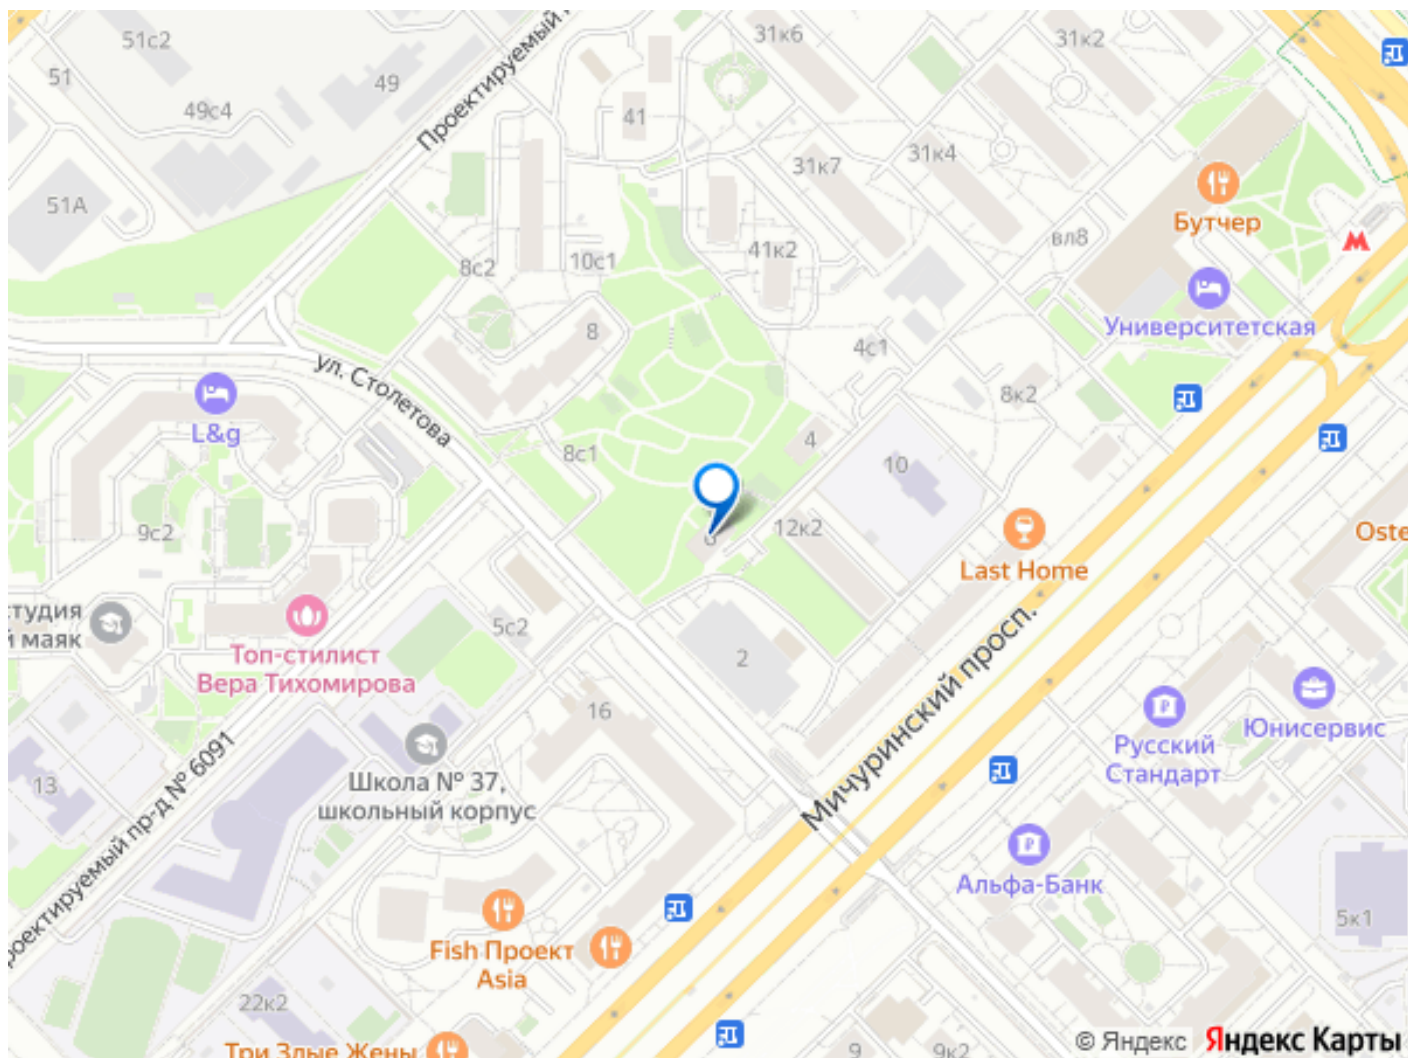 51с2
31к6
31к2
51
49с4
49
Проектируемый
41
31к7
31к4
51А
Бутчер
вл8
8с2
10с1
41к2
Университетская
8
4с1
8к2
ул. Столетова
L&g
8с1
4
10
9с2
12к2
6
Last Home
Oste
студия
й маяк
5с2
Топ-стилист
Вера Тихомирова
2
Мичуринский просп.
16
Юнисервис
Русский
Стандарт
13
Школа № 37,
школьный корпус
проектируемый пр-д № 6091
Альфа-Банк
5к1
Fish Проект
Asia
22к2
Три Злые Жены
9
9к2
© Яндекс
Яндекс Карты